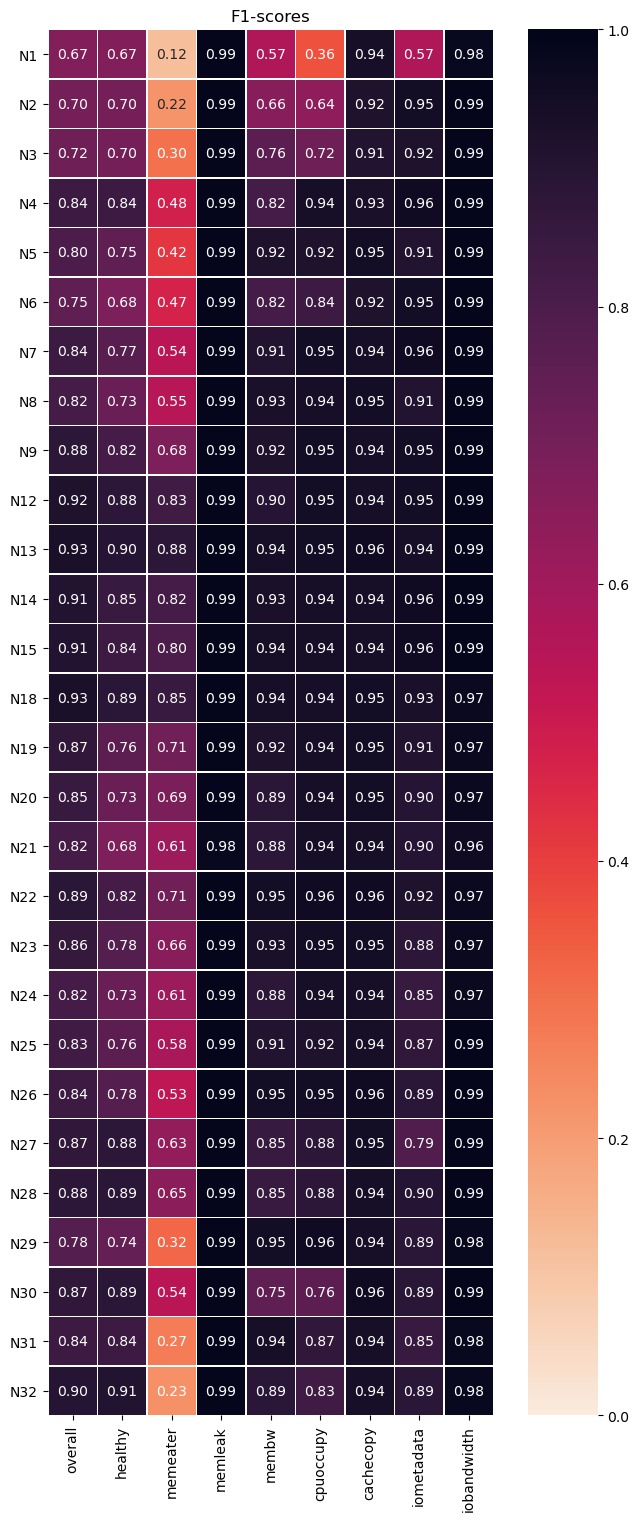 F1-scores
N1 0.67 0.67 0.12 0.99 0.57 0.36 0.94 0.57 0.98
N2 0.70 0.70 0.22 0.99 0.66 0.64 0.92 0.95 0.99
N3 0.72 0.70 0.30 0.99 0.76 0.72 0.91 0.92 0.99
N4 0.84 0.84 0.48 0.99 0.82 0.94 0.93 0.96 0.99
N5 0.80 0.75 0.42 0.99 0.92 0.92 0.95 0.91 0.99
N6 0.75 0.68 0.47 0.99 0.82 0.84 0.92 0.95 0.99
N7 0.84 0.77 0.54 0.99 0.91 0.95 0.94 0.96 0.99
N8 0.82 0.73 0.55 0.99 0.93 0.94 0.95 0.91 0.99
N9 0.88 0.82 0.68 0.99 0.92 0.95 0.94 0.95 0.99
N12 0.92 0.88 0.83 0.99 0.90 0.95 0.94 0.95 0.99
N13 0.93 0.90 0.88 0.99 0.94 0.95 0.96 0.94 0.99
N14 0.91 0.85 0.82 0.99 0.93 0.94 0.94 0.96 0.99
N15 0.91 0.84 0.80 0.99 0.94 0.94 0.94 0.96 0.99
N18 0.93 0.89 0.85 0.99 0.94 0.94 0.95 0.93 0.97
N19 0.87 0.76 0.71 0.99 0.92 0.94 0.95 0.91 0.97
N20 0.85 0.73 0.69 0.99 0.89 0.94 0.95 0.90 0.97
N21 0.82 0.68 0.61 0.98 0.88 0.94 0.94 0.90 0.96
N22 0.89 0.82 0.71 0.99 0.95 0.96 0.96 0.92 0.97
N23 0.86 0.78 0.66 0.99 0.93 0.95 0.95 0.88 0.97
N24 0.82 0.73 0.61 0.99 0.88 0.94 0.94 0.85 0.97
N25 0.83 0.76 0.58 0.99 0.91 0.92 0.94 0.87 0.99
N26 0.84 0.78 0.53 0.99 0.95 0.95 0.96 0.89 0.99
N27 0.87 0.88 0.63 0.99 0.85 0.88 0.95 0.79 0.99
N28 0.88 0.89 0.65 0.99 0.85 0.88 0.94 0.90 0.99
N29 0.78 0.74 0.32 0.99 0.95 0.96 0.94 0.89 0.98
N30 0.87 0.89 0.54 0.99 0.75 0.76 0.96 0.89 0.99
N31 0.84 0.84 0.27 0.99 0.94 0.87 0.94 0.85 0.98
N32 0.90 0.91 0.23 0.99 0.89 0.83 0.94 0.89 0.98
overall healthy memeater memleak membw cpuoccupy cachecopy iometadata iobandwidth
1.0
0.8
0.6
0.4
0.2
0.0